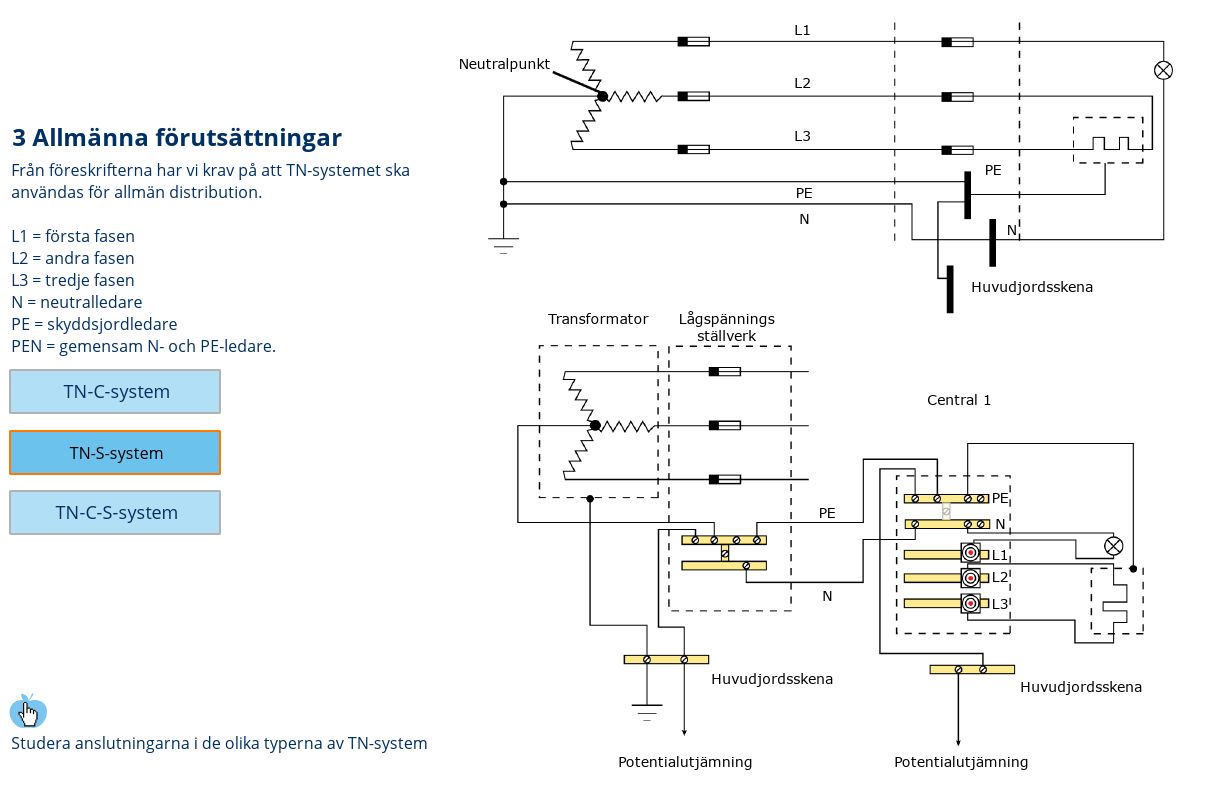 3 Allmänna förutsättningar
Från föreskrifterna har vi krav på att TN-systemet ska
användas för allmän distribution.
L1 = första fasen
L2 = andra fasen
L3 = tredje fasen
N = neutralledare
PE = skyddsjordledare
PEN = gemensam N- och PE-ledare.
TN-C-system
TN-S-system
TN-C-S-system
Studera anslutningarna i de olika typerna av TN-system
L1
Neutralpunkt
L2
L3
PE
PE
N
N
Huvudjordsskena
Transformator
Lågspännings
ställverk
Central 1
PE
PE
N
L1
L2
L3
N
Huvudjordsskena
Huvudjordsskena
Potentialutjämning
Potentialutjämning